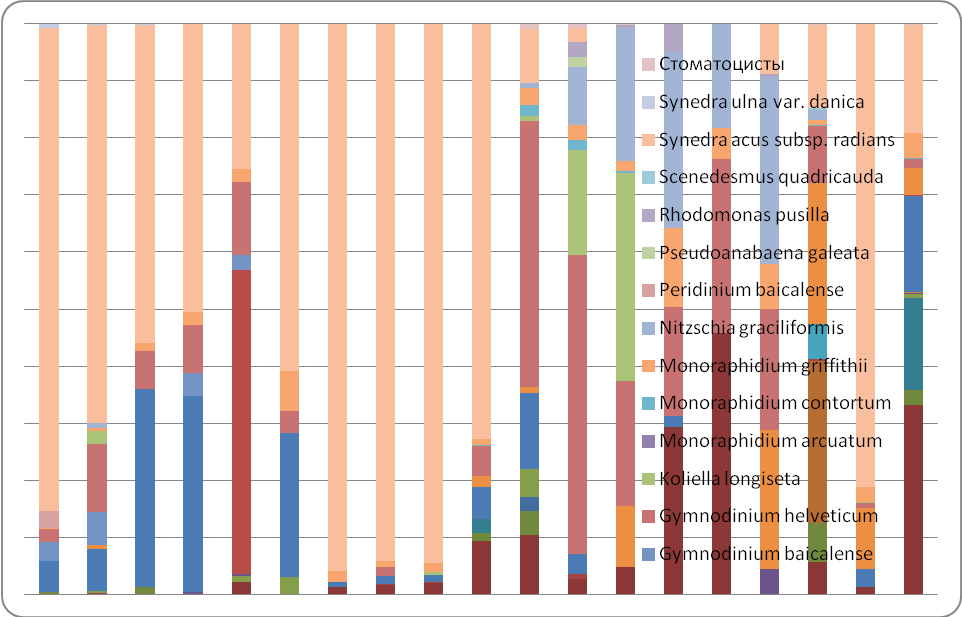 Стоматоцисты
Synedra ulna var. danica
Synedra acus subsp. radians
Scenedesmus quadricauda
Rhodomonas pusilla
Pseudoanabaena galeata
Peridinium baicalense
Nitzschia graciliformis
Monoraphidium griffithii
Monoraphidium contortum
Monoraphidium arcuatum
Koliella longiseta
Gymnodinium helveticum
Gymnodinium baicalense